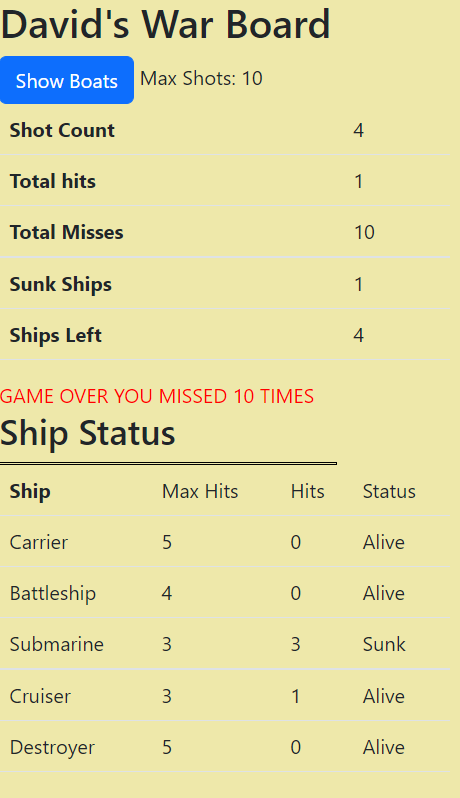 David's War Board
Show Boats Max Shots: 10
Shot Count 4
Total hits 1
Total Misses 10
Sunk Ships 1
Ships Left 4
GAME OVER YOU MISSED 10 TIMES
Ship Status
Ship Max Hits Hits Status
Carrier 5 0 Alive
Battleship 4 0 Alive
Submarine 3 3 Sunk
Cruiser 3 1 Alive
Destroyer 5 0 Alive